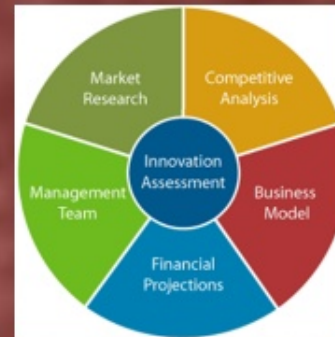 Market
Research
Competitive
Analysis
Innovation
Assessment
Management
Team
Business
Model
Financial
Projections